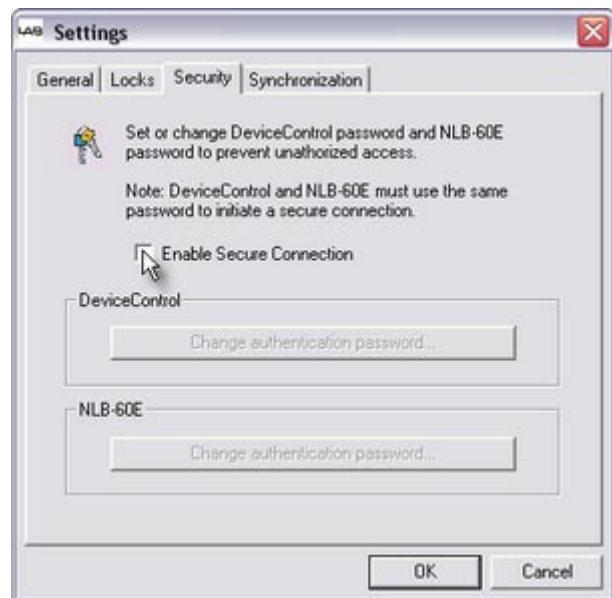 LAB Settings
General Locks Security Synchronization
Set or change DeviceControl password and NLB-60E
password to prevent unathorized access.
Note: DeviceControl and NLB-60E must use the same
password to initiate a secure connection.
Enable Secure Connection
DeviceControl
Change authentication password...
NLB-60E
Change authentication password...
OK Cancel